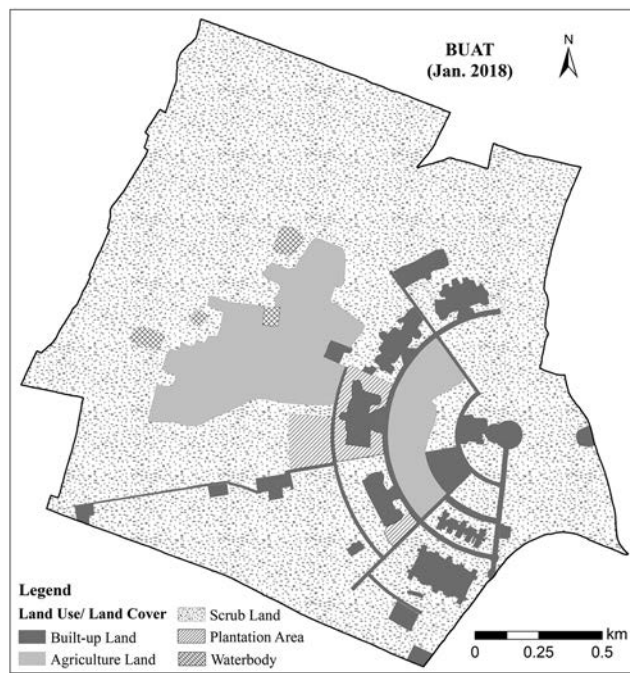 BUAT
(Jan. 2018)
N
Legend
Land Use/ Land Cover
Built-up Land
Agriculture Land
Scrub Land
Plantation Area
Waterbody
0 0.25 0.5
km